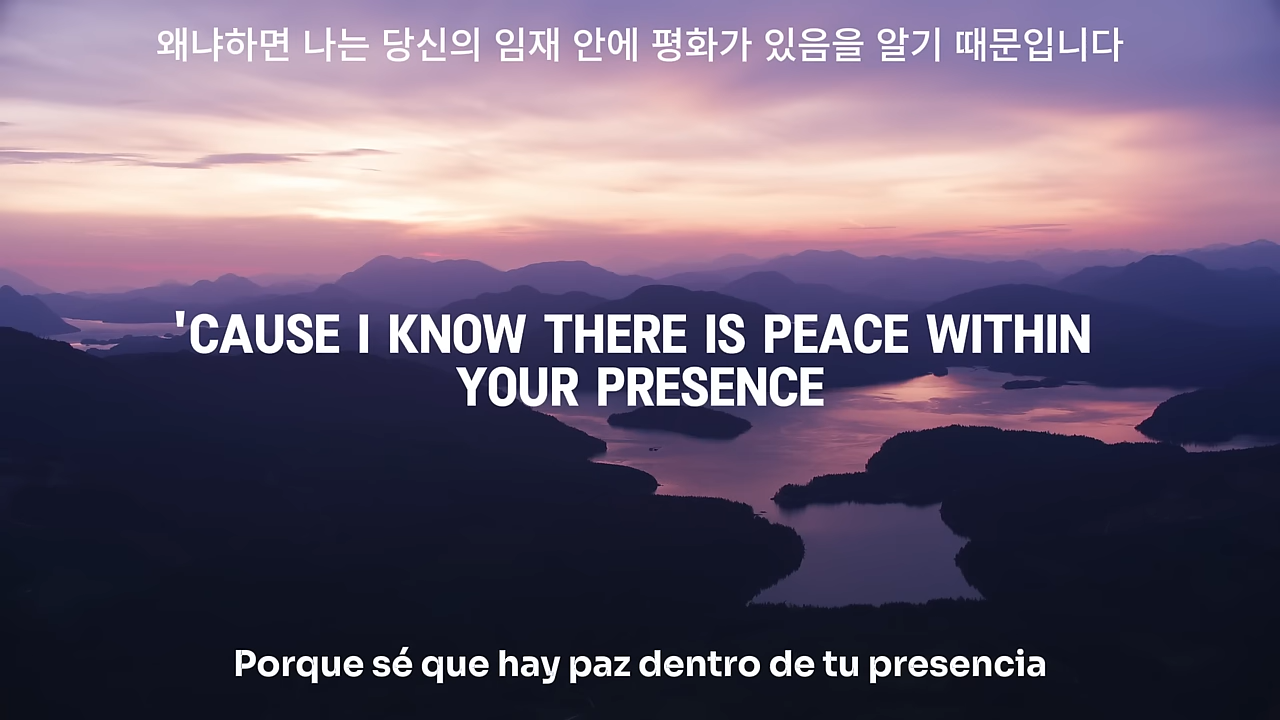 왜냐하면 나는 당신의 임재 안에 평화가 있음을 알기 때문입니다
'CAUSE I KNOW THERE IS PEACE WITHIN
YOUR PRESENCE
Porque sé que hay paz dentro de tu presencia